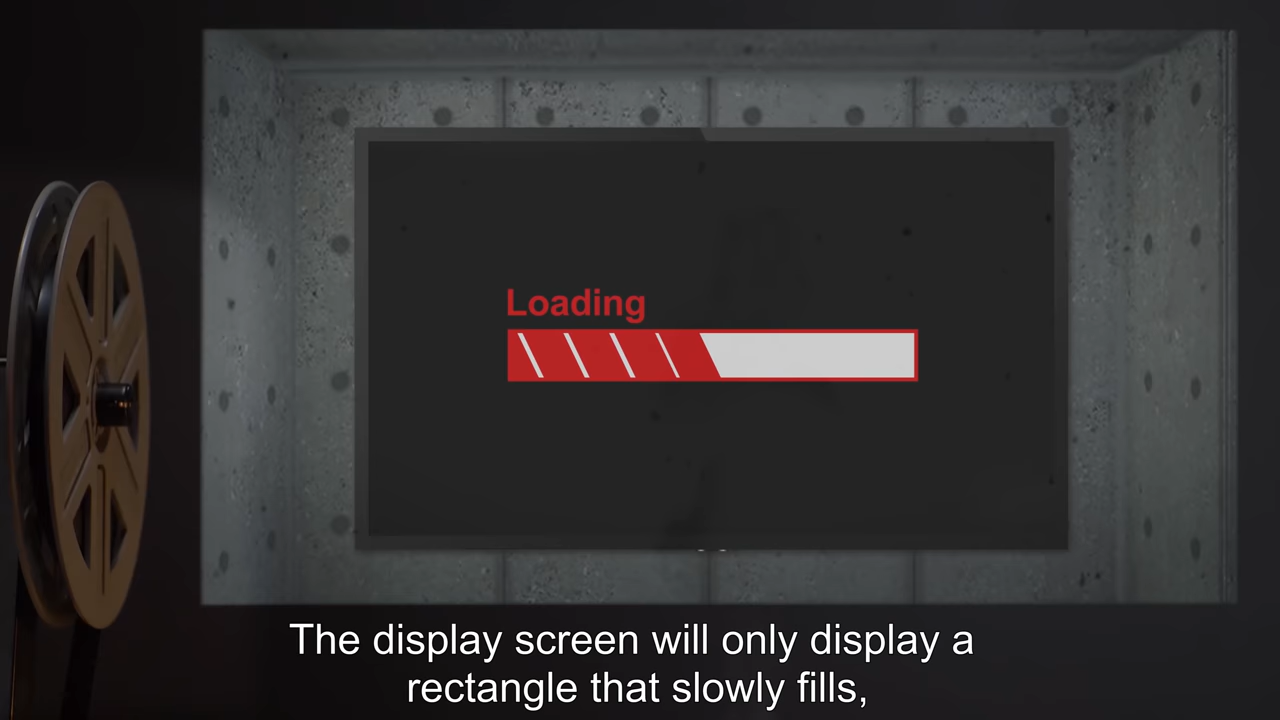 Loading
The display screen will only display a
rectangle that slowly fills,